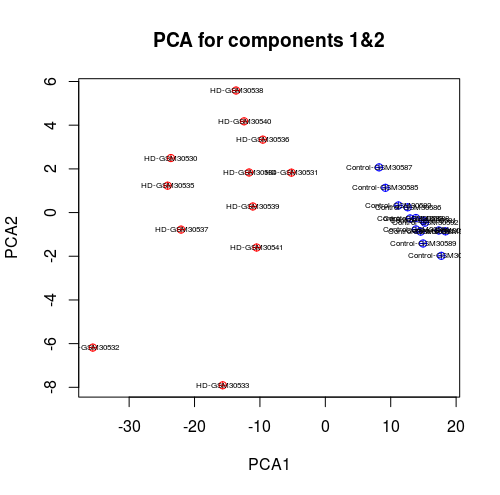 PCA for components 1&2
PCA2
6
4
2
0
-2
-4
-6
-8
HD-GSM30538
HD-GSM30540
HD-GSM30536
HD-GSM30530
HD-GSM30531
HD-GSM30535
HD-GSM30539
HD-GSM30537
HD-GSM30541
-GSM30532
HD-GSM30533
Control-GSM30587
Control-GSM30585
Control-GSM30589
Control-GSM30
-30
-20
-10
0
10
20
PCA1